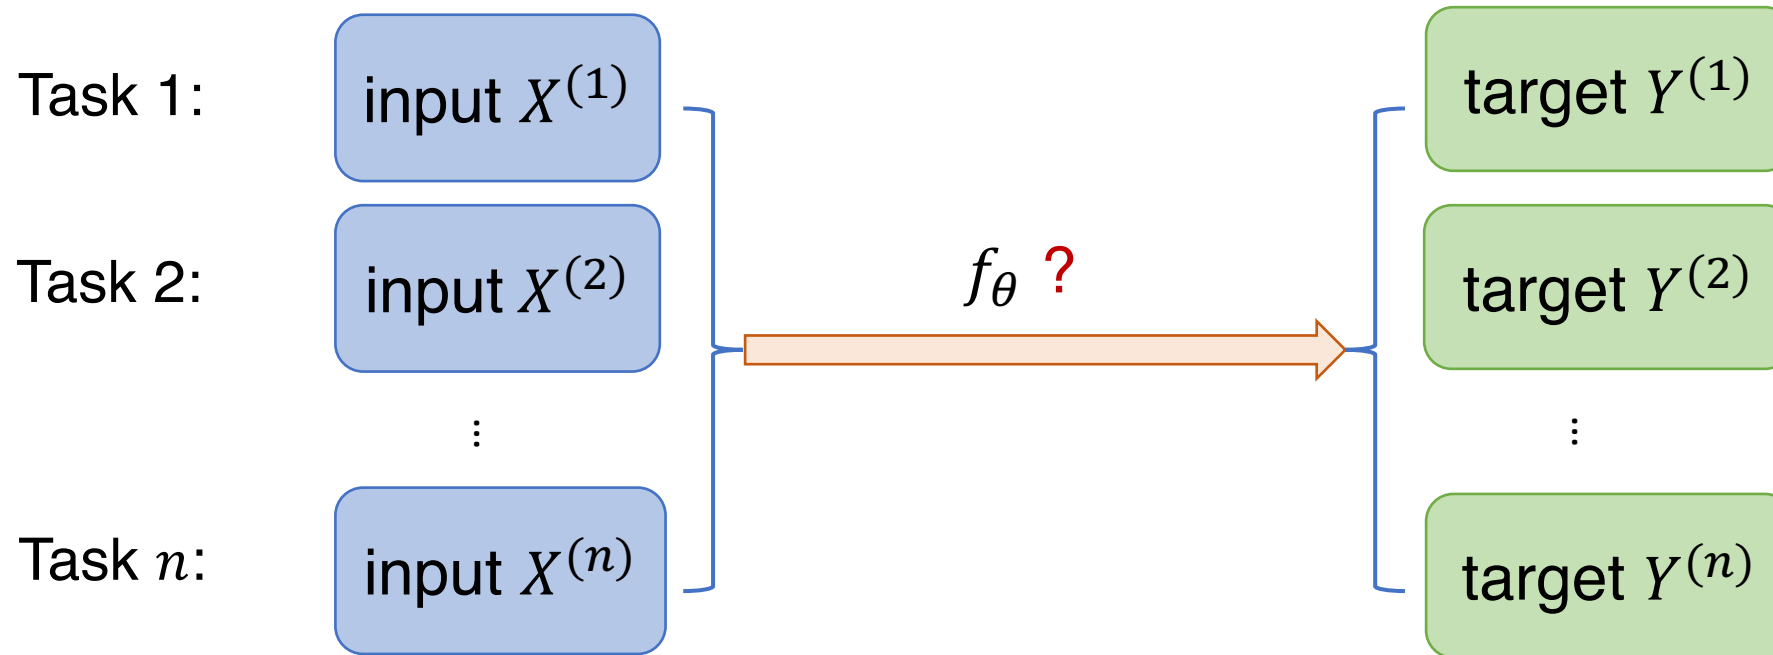 Task 1: input X^(1) target Y^(1)
Task 2: input X^(2) target Y^(2)
f_θ ?
⋮ ⋮
Task n: input X^(n) target Y^(n)